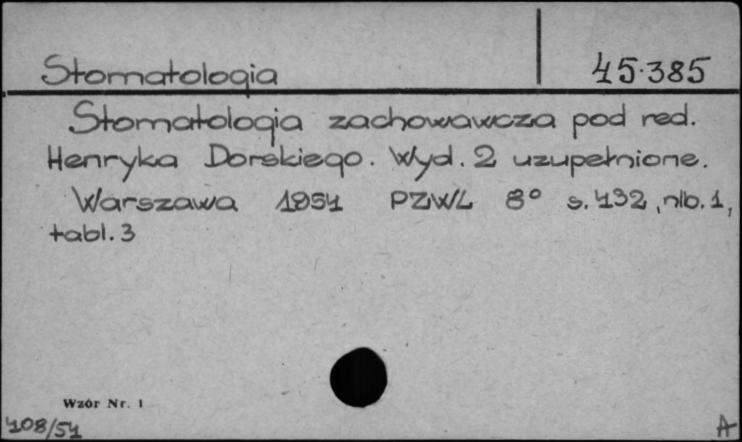 Stomatologia 45.385
Stomatologia zachowawcza pod red.
Henryka Dorskiego. Wyd. 2 uzupełnione.
Warszawa 1954 PZWL 8° s. 432, nlb. 1,
tabl. 3
Wzór Nr. 1
408/54 A